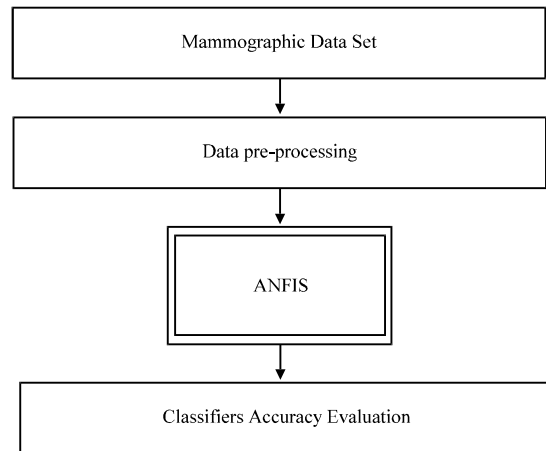 Mammographic Data Set
Data pre-processing
ANFIS
Classifiers Accuracy Evaluation